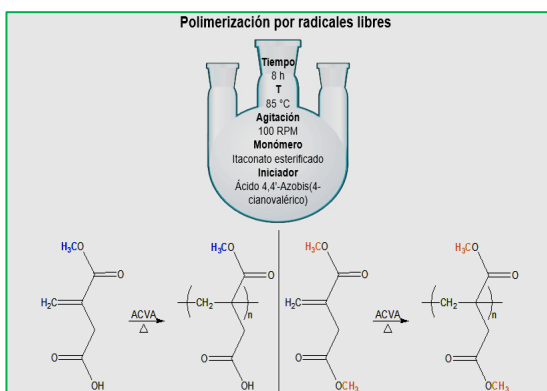 Polimerización por radicales libres
Tiempo
8 h
T
85 °C
Agitación
100 RPM
Monómero
Itaconato esterificado
Iniciador
Ácido 4,4'-Azobis(4-
cianovalérico)
H₃CO
O
H₂C
O
OH
ACVA
△
H₃CO
O
CH₂
n
O
OH
H₃CO
O
H₂C
O
OCH₃
ACVA
△
H₃CO
O
CH₂
n
O
OCH₃